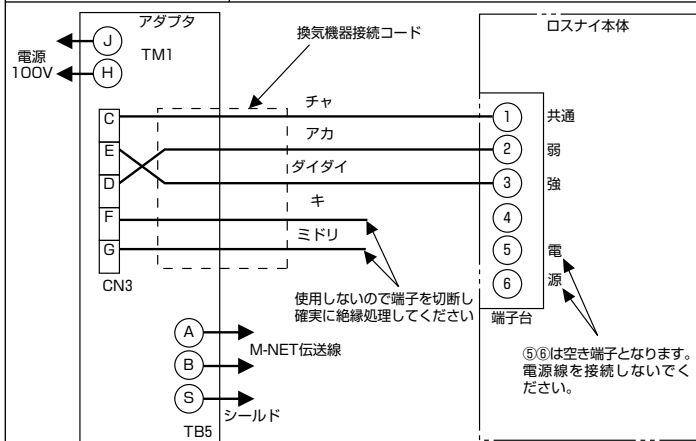 アダプタ
換気機器接続コード
ロスナイ本体
J
TM1
電源
100V
H
C
チャ
1
共通
E
アカ
2
弱
D
ダイダイ
3
強
F
キ
4
G
ミドリ
5
電
CN3
6
源
使用しないので端子を切断し
確実に絶縁処理してください
端子台
A
M-NET伝送線
B
⑤⑥は空き端子となります。
電源線を接続しないでく
ださい。
S
シールド
TB5